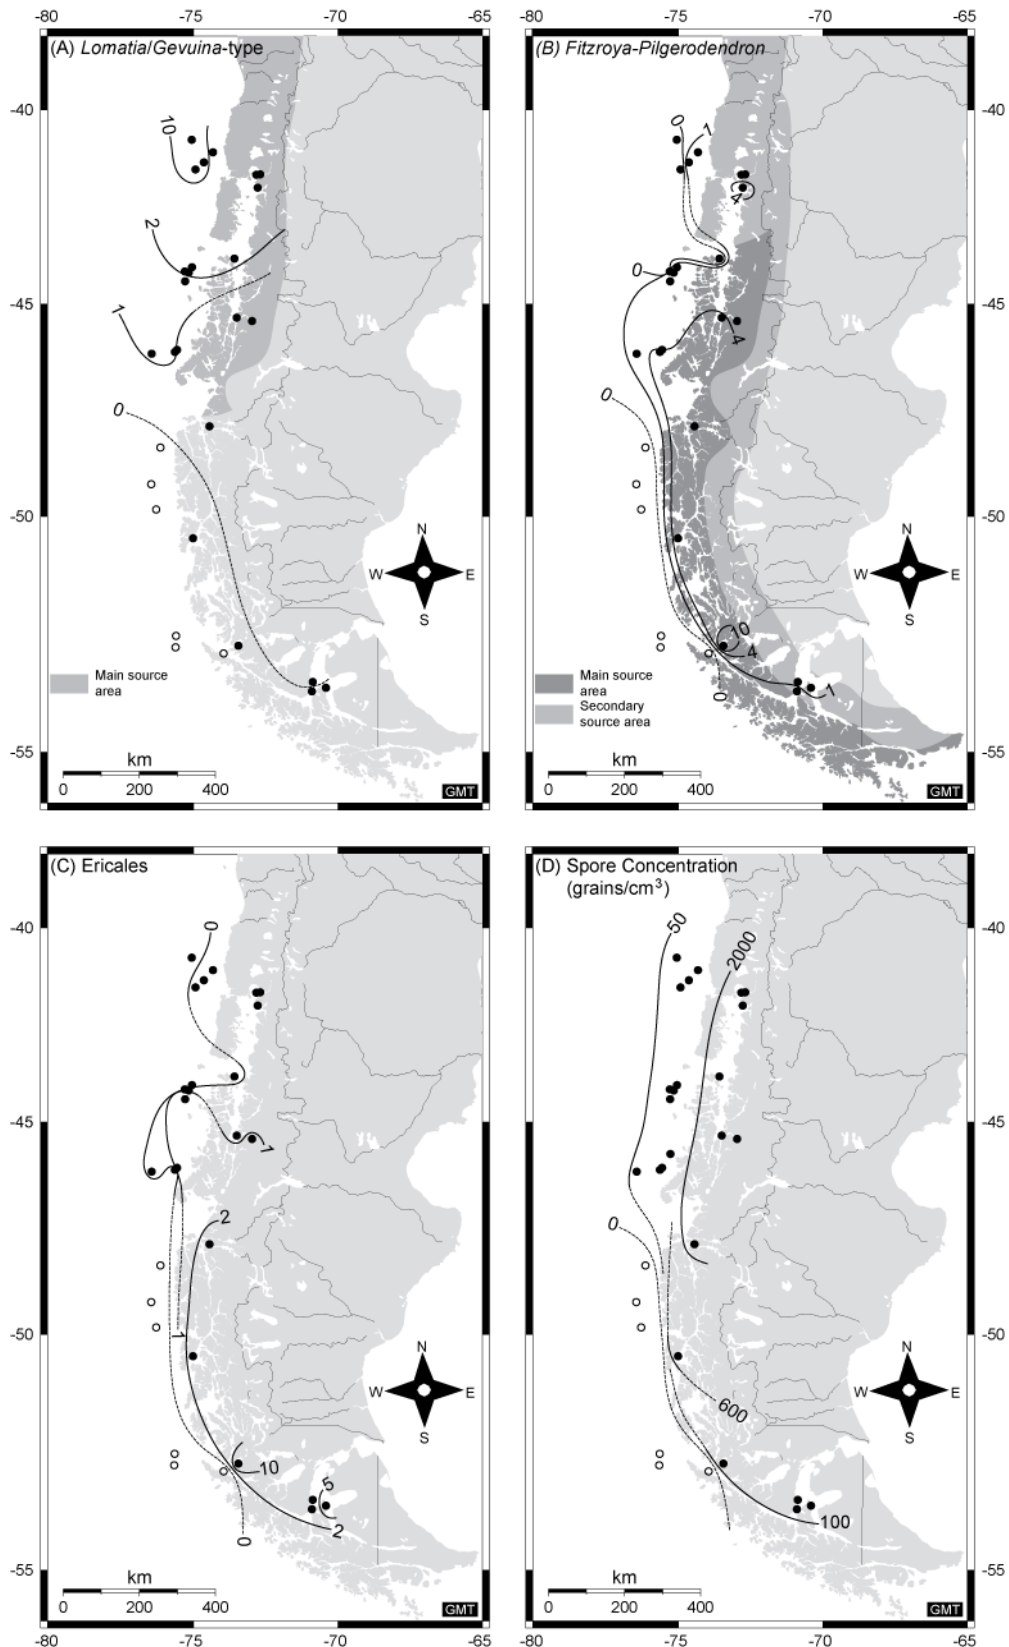 -80 -75 -70 -65 -80 -75 -70 -65
(A) Lomatia/Gevuina-type
(B) Fitzroya-Pilgerodendron
-40
-45
-50
-55
10
2
1
0
N
W E
S
Main source
area
km
0 200 400
GMT
0
1
4
0
4
0
10
4
1
0
N
W E
S
Main source
area
Secondary
source area
km
0 200 400
GMT
-40
-45
-50
-55
(C) Ericales
(D) Spore Concentration
(grains/cm³)
-40
-45
-50
-55
0
1
2
1
10
5
2
0
N
W E
S
km
0 200 400
GMT
50
2000
0
600
100
N
W E
S
km
0 200 400
GMT
-40
-45
-50
-55
-80 -75 -70 -65 -80 -75 -70 -65